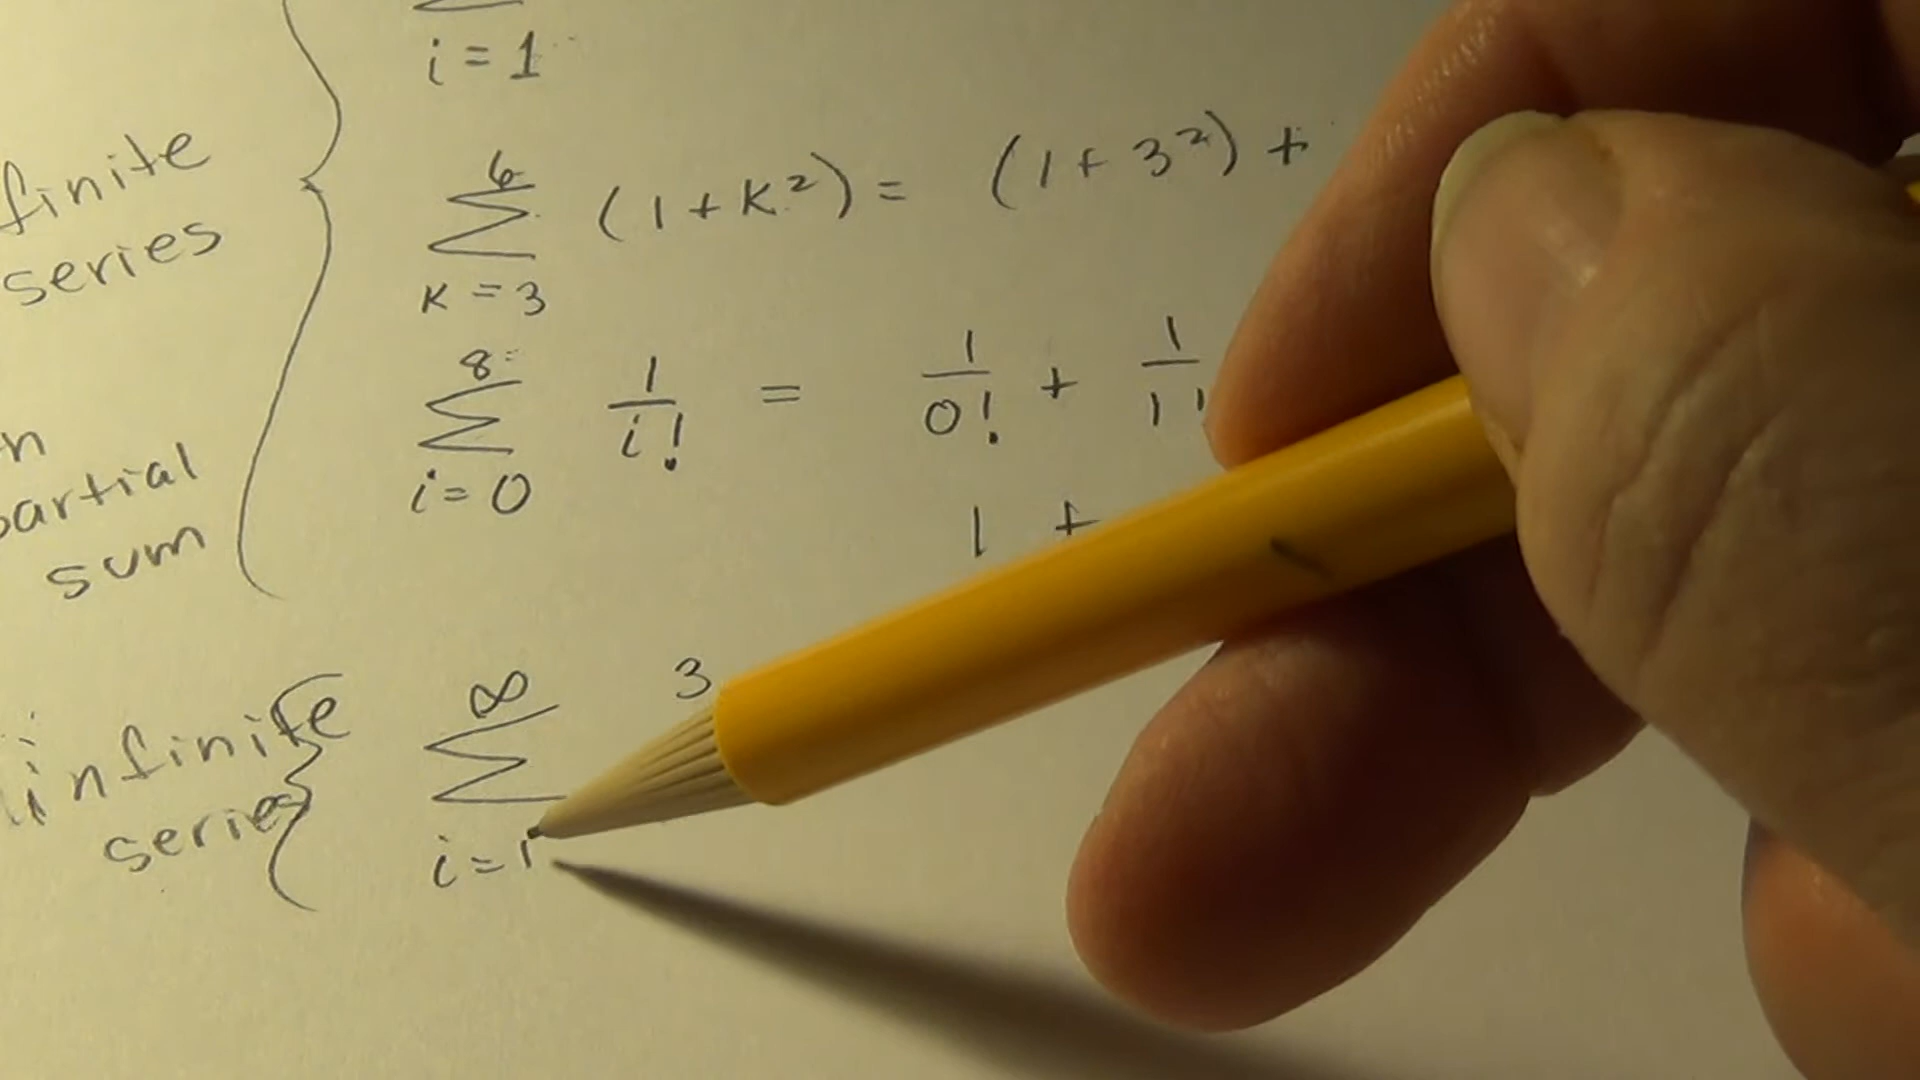 i = 1
finite
series
6
∑ (1 + K²) = (1 + 3²) +
K = 3
8
∑ 1/i! = 1/0! + 1/1!
i = 0
1 +
n
partial
sum
infinite
series
∞
∑ 3
i = 1